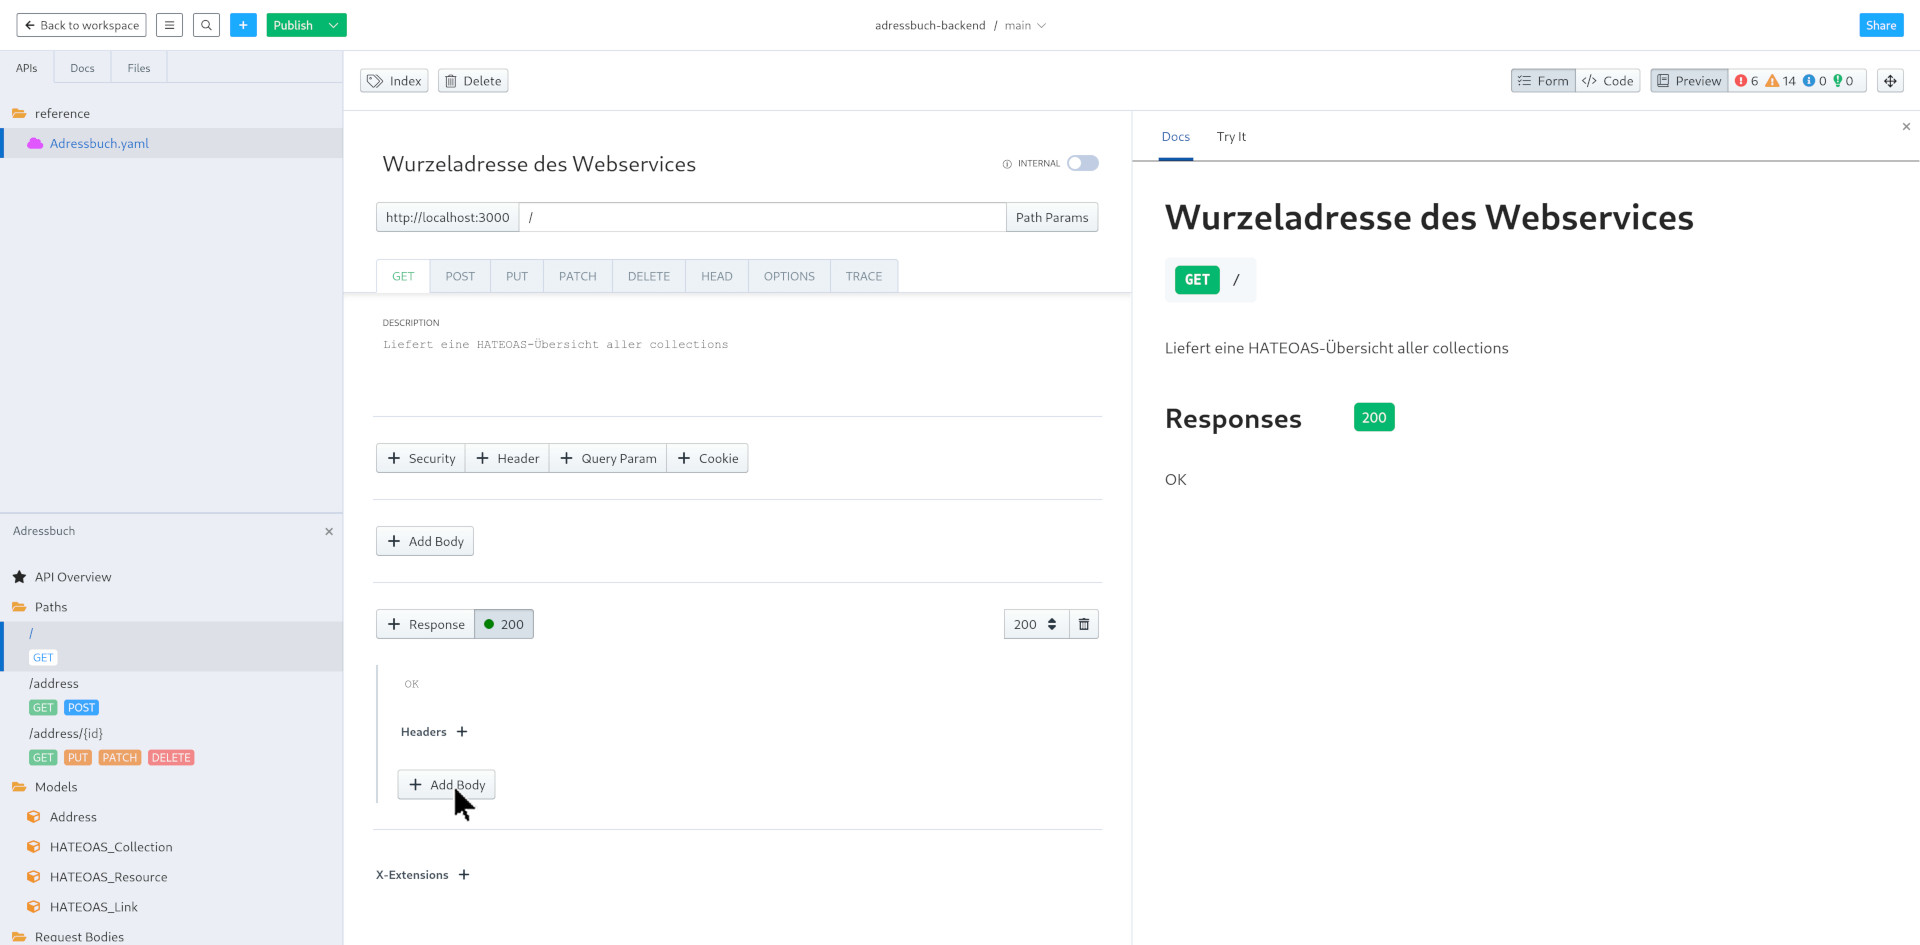 Back to workspace
Publish
adressbuch-backend / main
Share
APIs Docs Files
Index Delete
Form </> Code Preview 6 14 0 0
reference
Adressbuch.yaml
Wurzeladresse des Webservices
INTERNAL
http://localhost:3000 / Path Params
GET POST PUT PATCH DELETE HEAD OPTIONS TRACE
DESCRIPTION
Liefert eine HATEOAS-Übersicht aller collections
+ Security + Header + Query Param + Cookie
+ Add Body
+ Response 200 200
OK
Headers +
+ Add Body
X-Extensions +
Adressbuch
API Overview
Paths
/
GET
/address
GET POST
/address/{id}
GET PUT PATCH DELETE
Models
Address
HATEOAS_Collection
HATEOAS_Resource
HATEOAS_Link
Request Bodies
Docs Try It
Wurzeladresse des Webservices
GET /
Liefert eine HATEOAS-Übersicht aller collections
Responses 200
OK